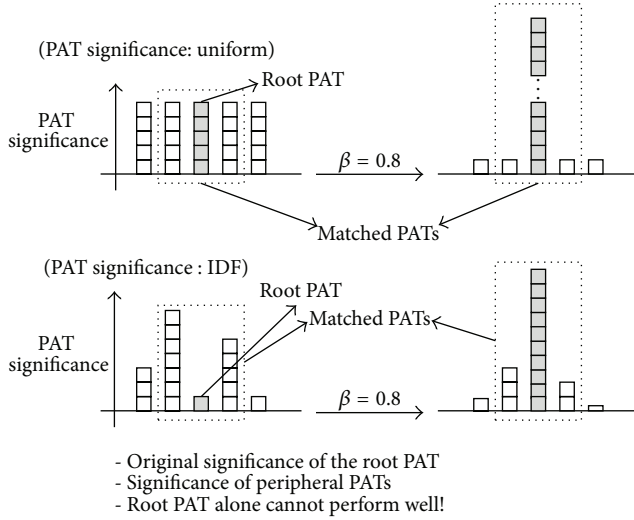 (PAT significance: uniform)
Root PAT
PAT
significance
β = 0.8
Matched PATs
(PAT significance : IDF)
Root PAT
Matched PATs
PAT
significance
β = 0.8
- Original significance of the root PAT
- Significance of peripheral PATs
- Root PAT alone cannot perform well!